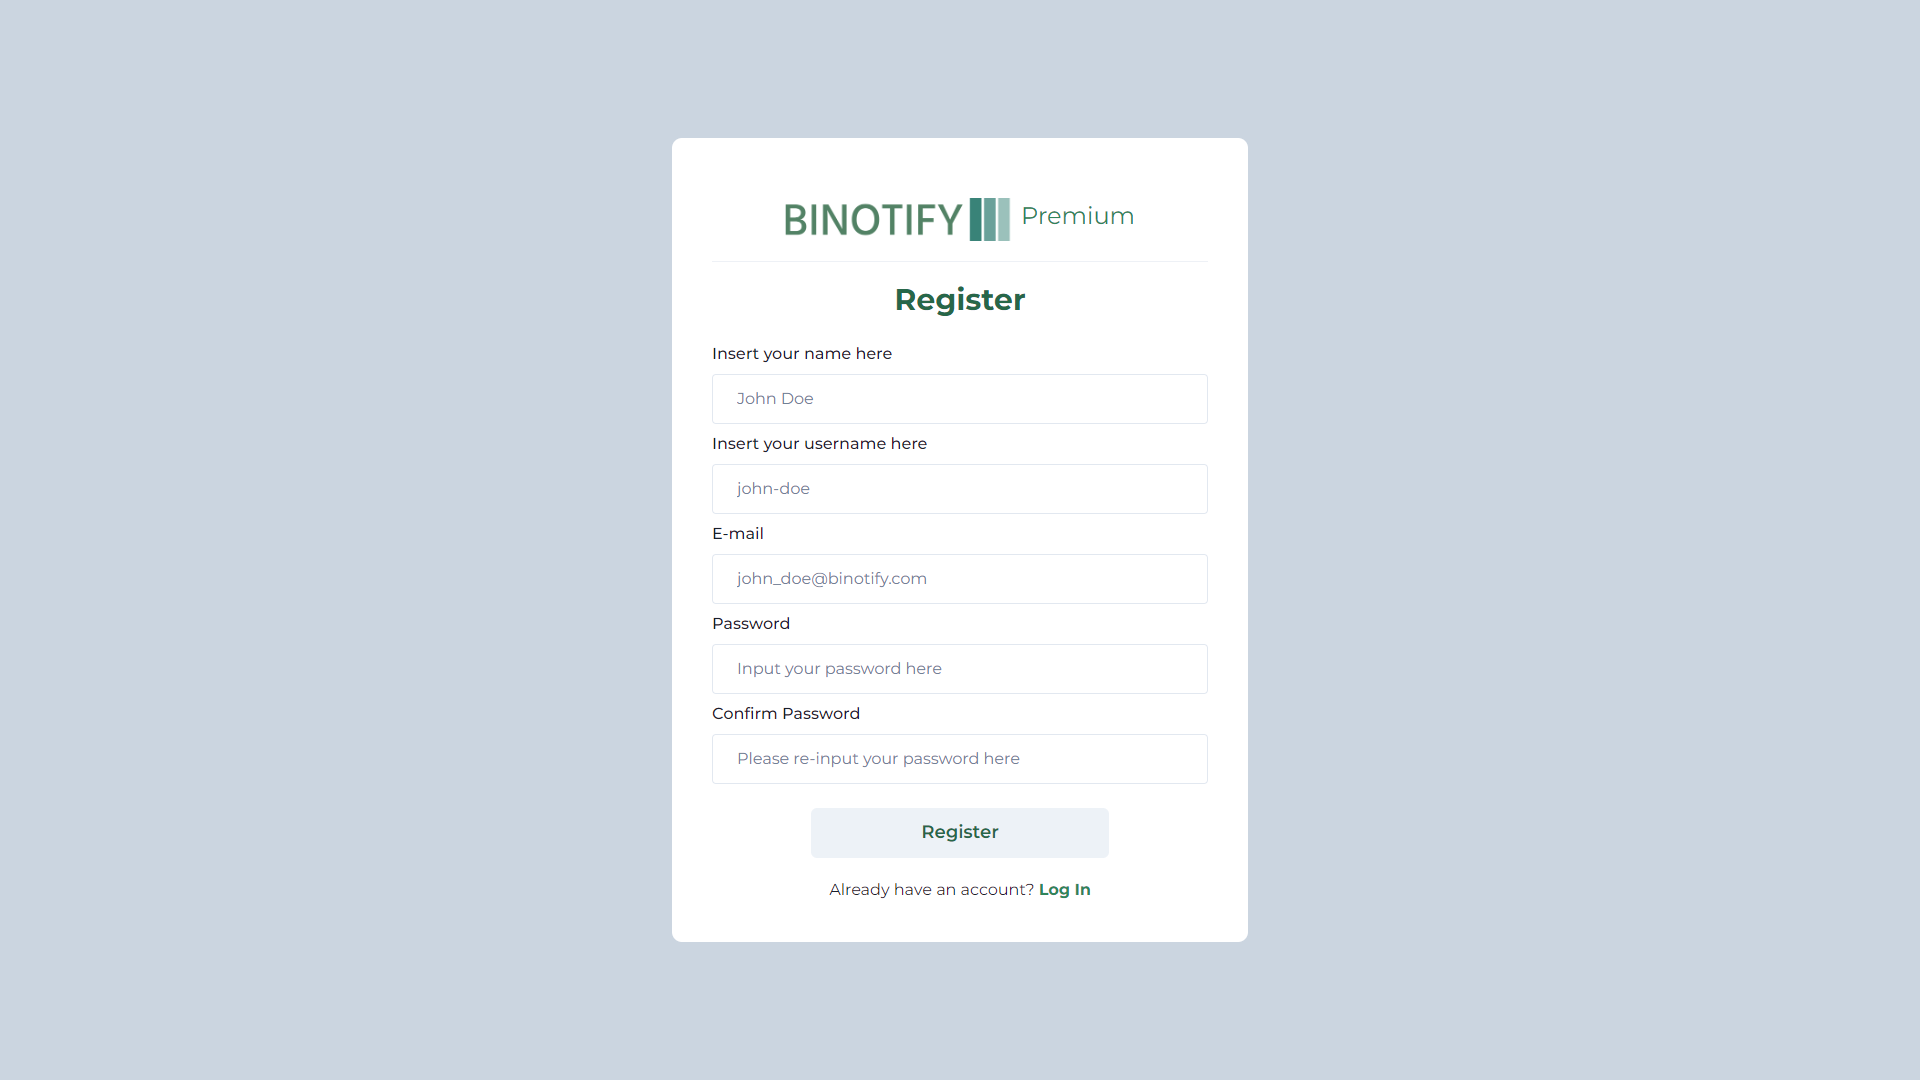 BINOTIFY Premium
Register
Insert your name here
John Doe
Insert your username here
john-doe
E-mail
john_doe@binotify.com
Password
Input your password here
Confirm Password
Please re-input your password here
Register
Already have an account? Log In